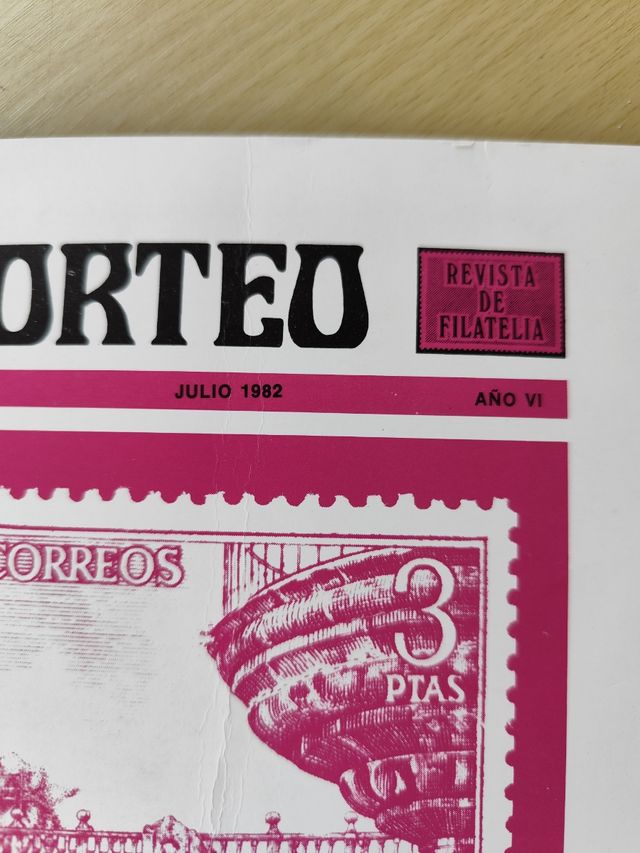 ORTEO
REVISTA
DE
FILATELIA
JULIO 1982
AÑO VI
CORREOS
3
PTAS